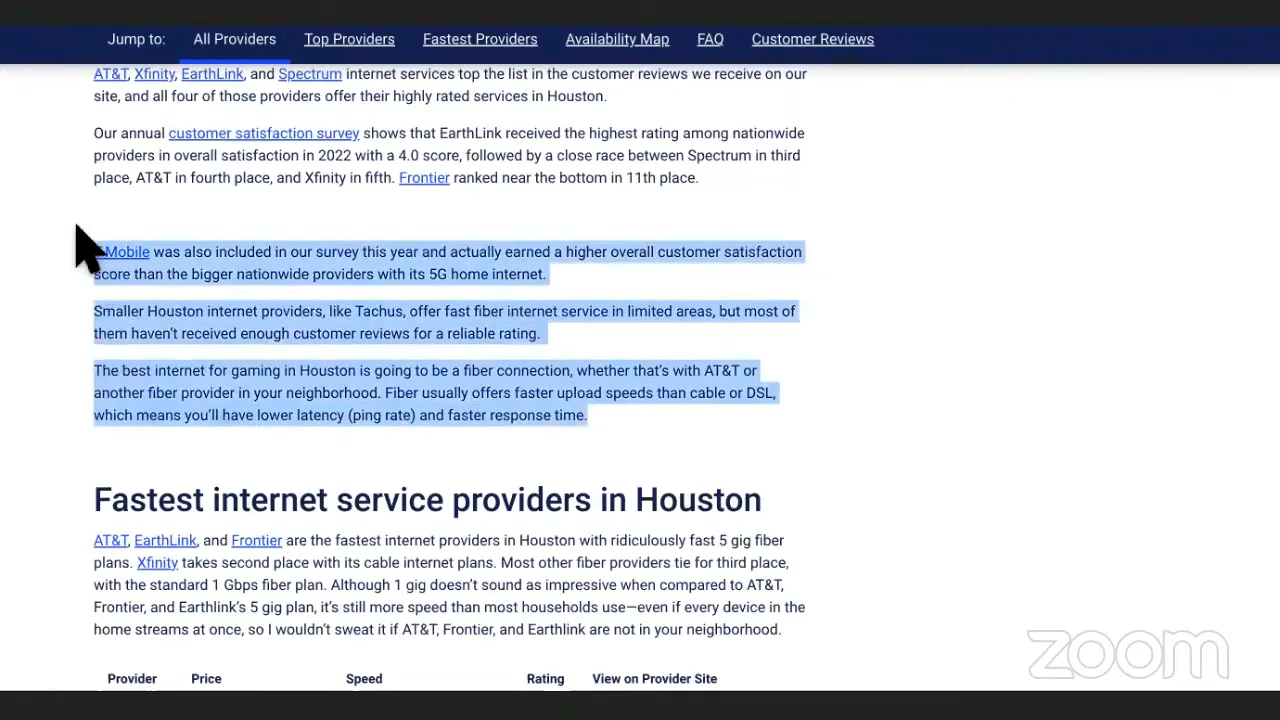 Jump to: All Providers Top Providers Fastest Providers Availability Map FAQ Customer Reviews
AT&T, Xfinity, EarthLink, and Spectrum internet services top the list in the customer reviews we receive on our
site, and all four of those providers offer their highly rated services in Houston.
Our annual customer satisfaction survey shows that EarthLink received the highest rating among nationwide
providers in overall satisfaction in 2022 with a 4.0 score, followed by a close race between Spectrum in third
place, AT&T in fourth place, and Xfinity in fifth. Frontier ranked near the bottom in 11th place.
Mobile was also included in our survey this year and actually earned a higher overall customer satisfaction
score than the bigger nationwide providers with its 5G home internet.
Smaller Houston internet providers, like Tachus, offer fast fiber internet service in limited areas, but most of
them haven’t received enough customer reviews for a reliable rating.
The best internet for gaming in Houston is going to be a fiber connection, whether that’s with AT&T or
another fiber provider in your neighborhood. Fiber usually offers faster upload speeds than cable or DSL,
which means you’ll have lower latency (ping rate) and faster response time.
Fastest internet service providers in Houston
AT&T, EarthLink, and Frontier are the fastest internet providers in Houston with ridiculously fast 5 gig fiber
plans. Xfinity takes second place with its cable internet plans. Most other fiber providers tie for third place,
with the standard 1 Gbps fiber plan. Although 1 gig doesn’t sound as impressive when compared to AT&T,
Frontier, and Earthlink’s 5 gig plan, it’s still more speed than most households use—even if every device in the
home streams at once, so I wouldn’t sweat it if AT&T, Frontier, and Earthlink are not in your neighborhood.
Provider Price Speed Rating View on Provider Site
zoom